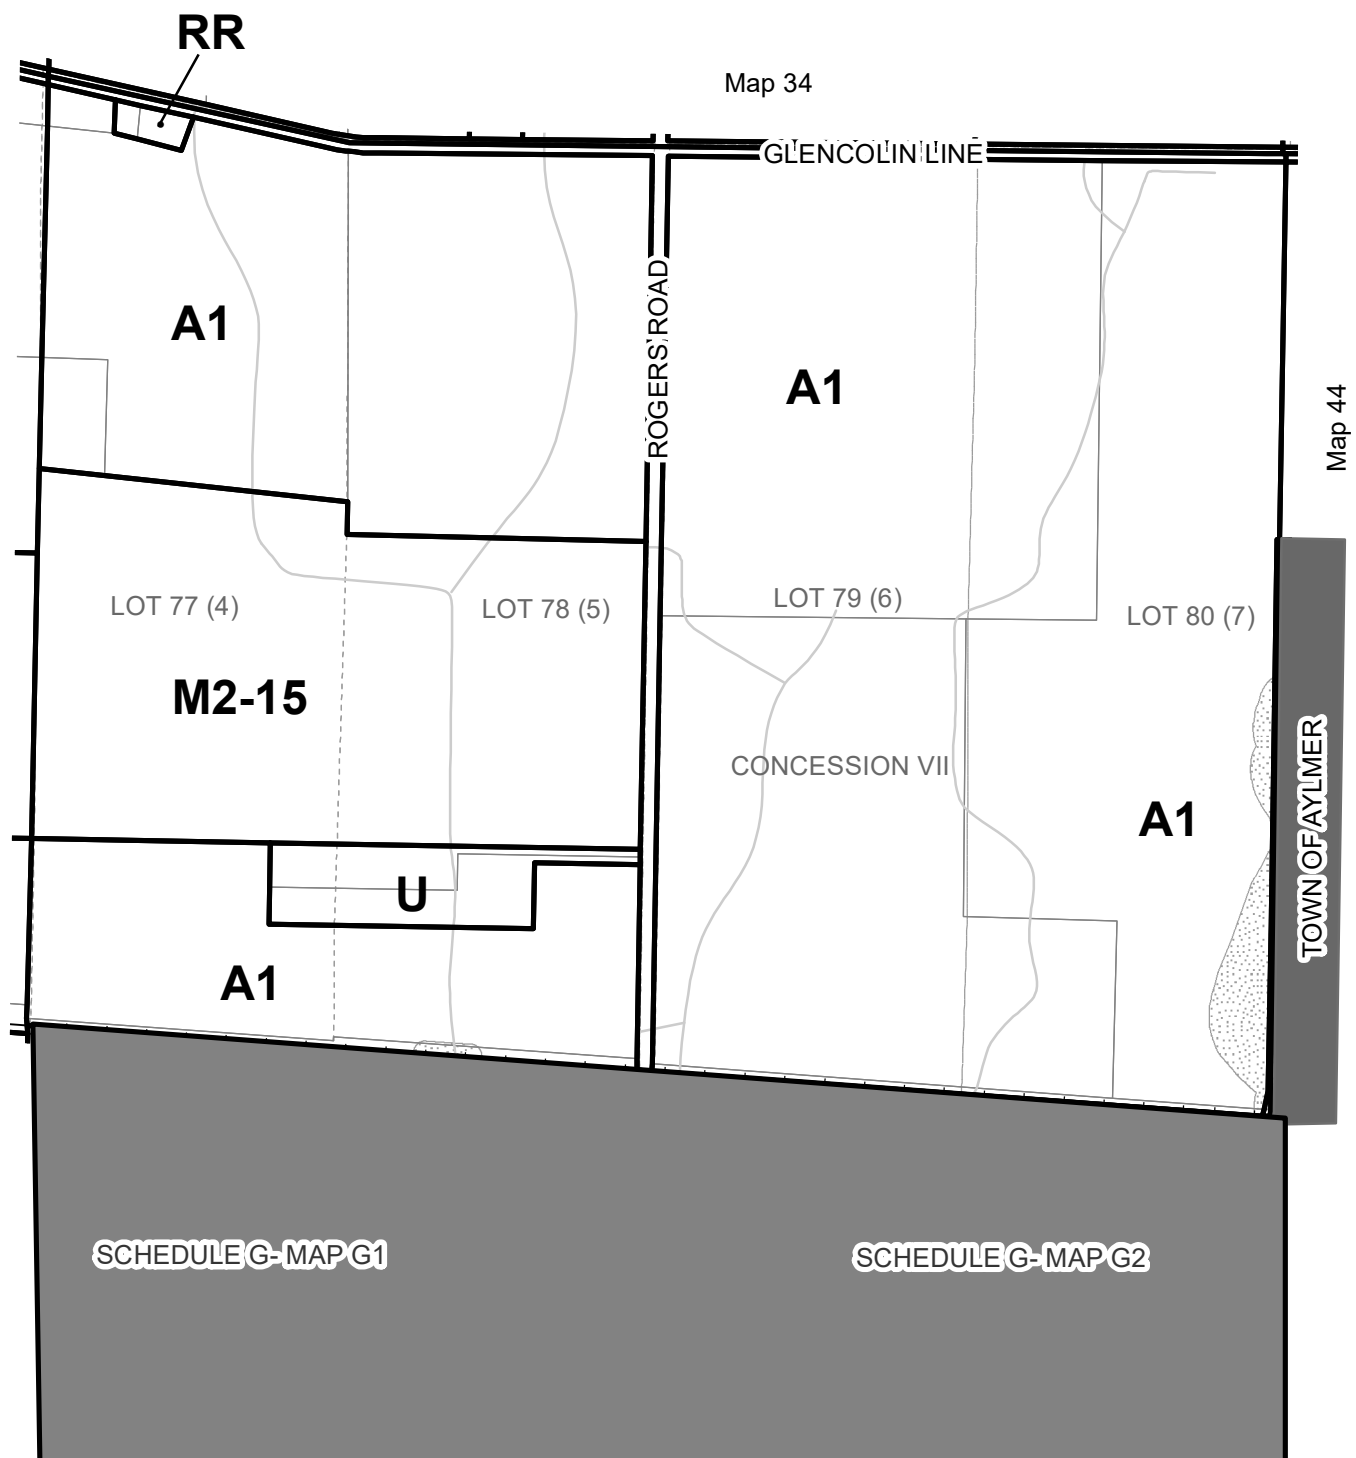 RR
Map 34
GLENCOLIN LINE
A1
ROGERS ROAD
A1
Map 44
LOT 77 (4)
LOT 78 (5)
LOT 79 (6)
LOT 80 (7)
M2-15
CONCESSION VII
A1
TOWN OF AYLMER
U
A1
SCHEDULE G- MAP G1
SCHEDULE G- MAP G2